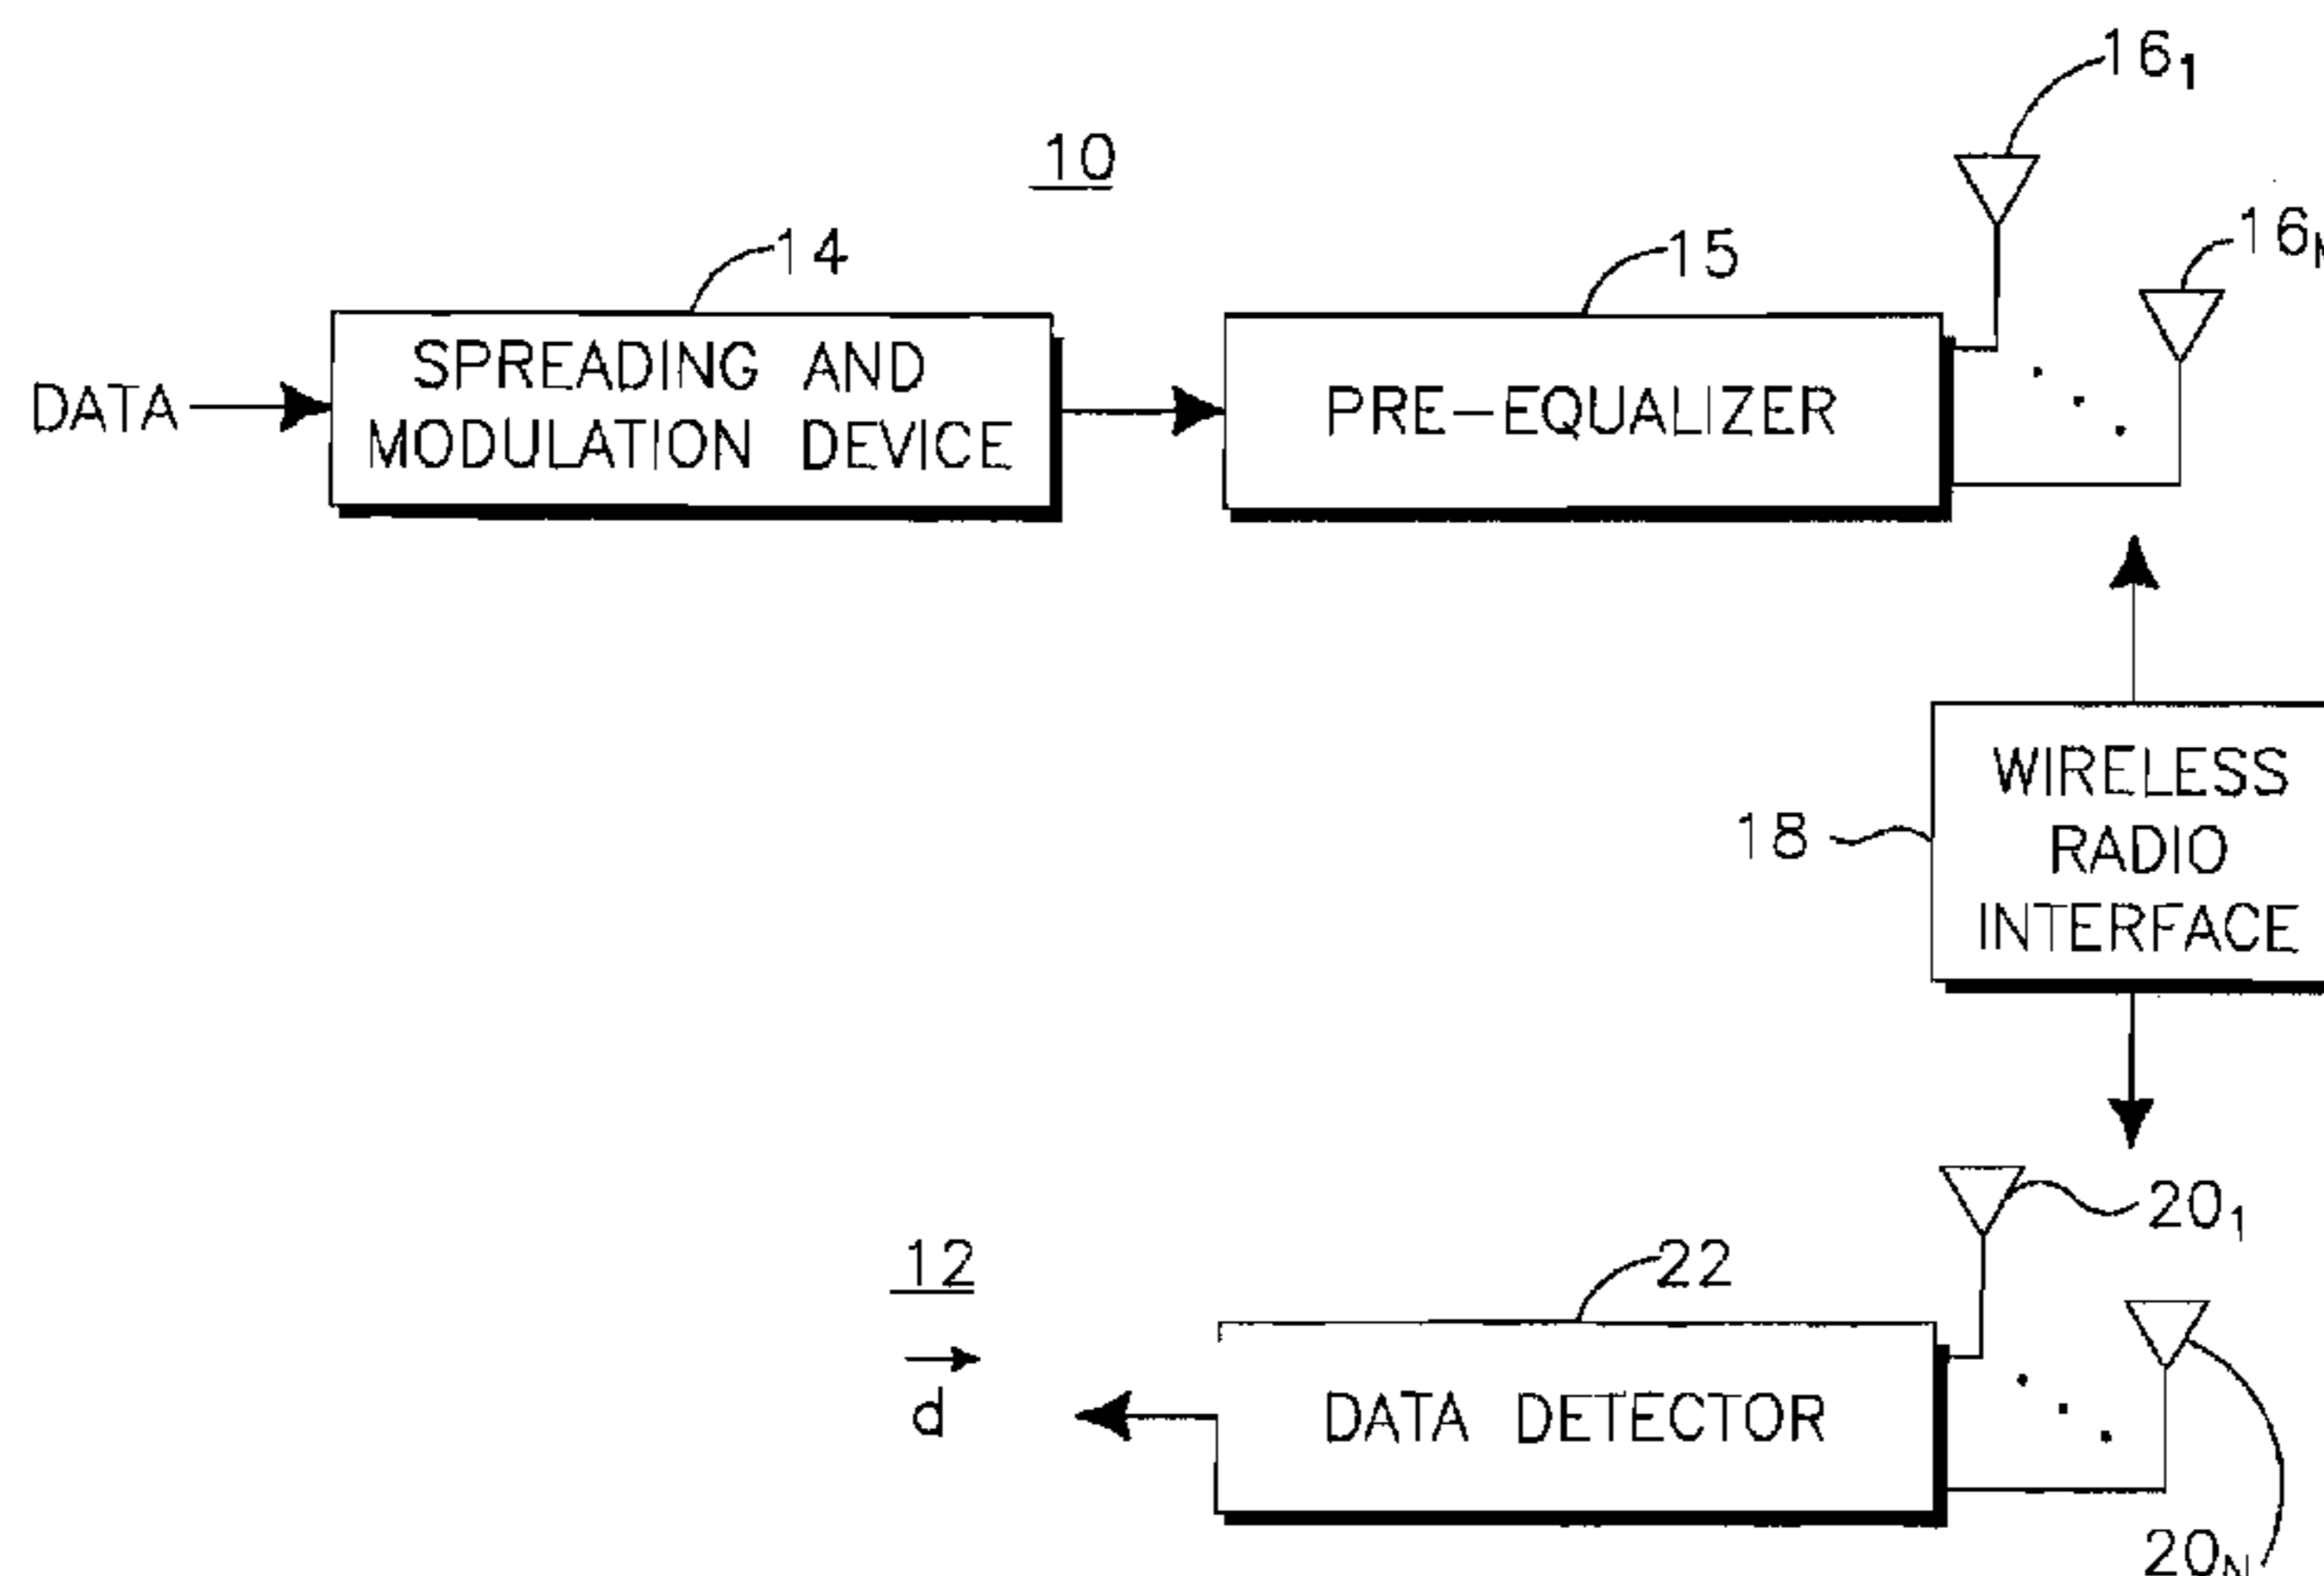 16₁
10
14
15
16
SPREADING AND
MODULATION DEVICE
DATA
PRE-EQUALIZER
WIRELESS
RADIO
INTERFACE
18
20₁
12
22
d
DATA DETECTOR
20N